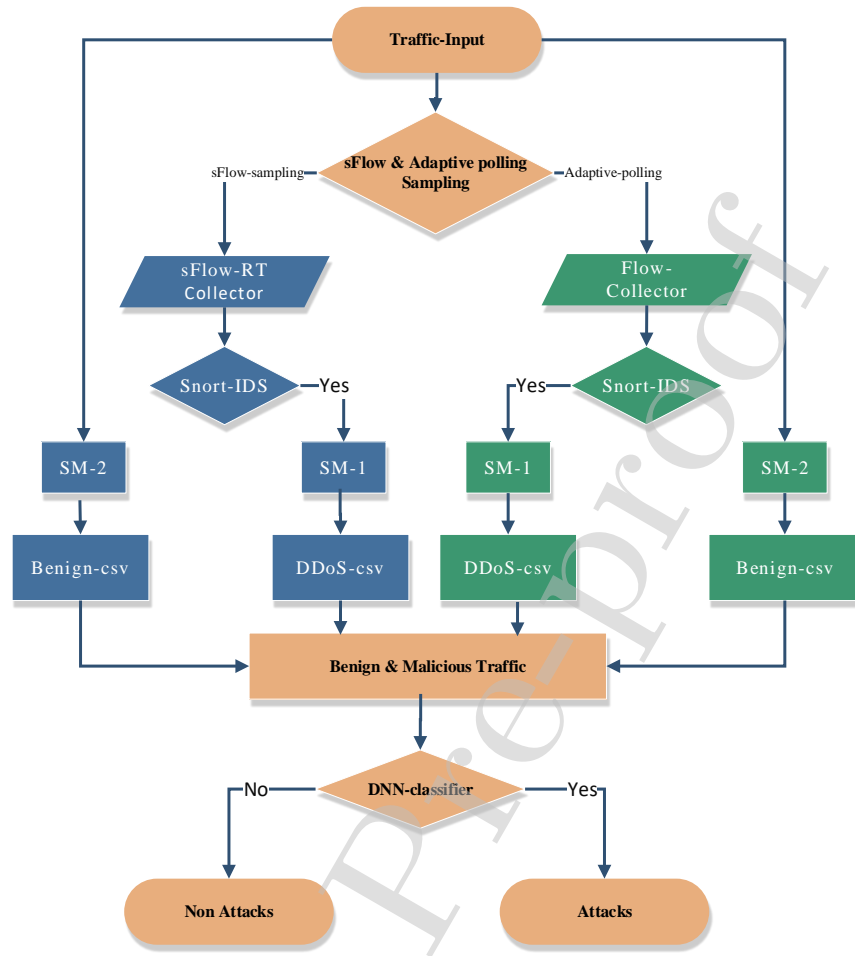 Traffic-Input
sFlow & Adaptive polling
Sampling
sFlow-sampling
Adaptive-polling
sFlow-RT
Collector
Flow-
Collector
Snort-IDS
Yes
Yes
Snort-IDS
SM-2
SM-1
SM-1
SM-2
Benign-csv
DDoS-csv
DDoS-csv
Benign-csv
Benign & Malicious Traffic
DNN-classifier
No
Yes
Non Attacks
Attacks
Pre-proof